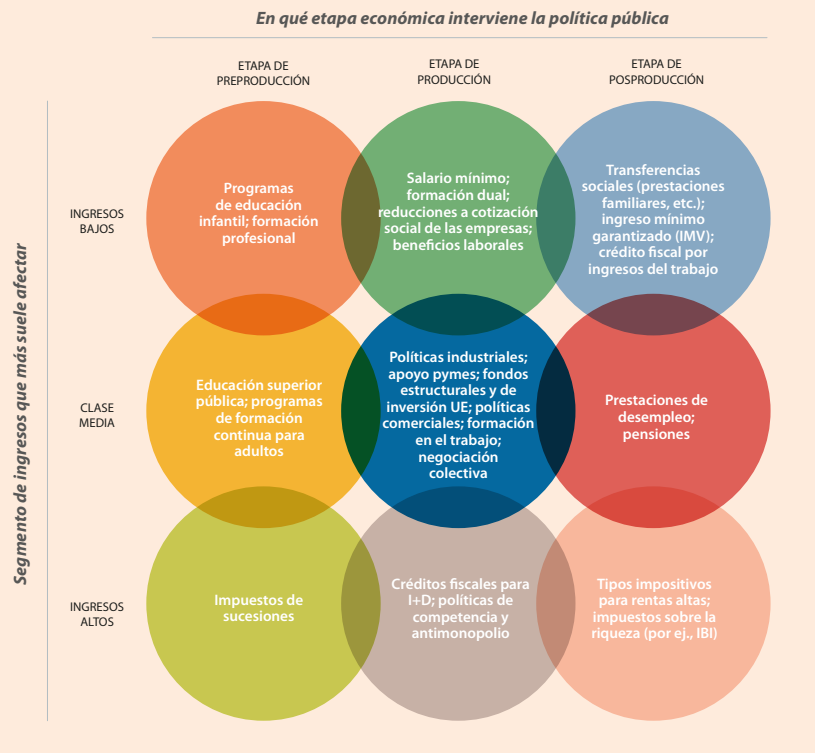 En qué etapa económica interviene la política pública
ETAPA DE
PREPRODUCCIÓN
ETAPA DE
PRODUCCIÓN
ETAPA DE
POSPRODUCCIÓN
Segmento de ingresos que más suele afectar
INGRESOS
BAJOS
Programas
de educación
infantil; formación
profesional
Salario mínimo;
formación dual;
reducciones a cotización
social de las empresas;
beneficios laborales
Transferencias
sociales (prestaciones
familiares, etc.);
ingreso mínimo
garantizado (IMV);
crédito fiscal por
ingresos del trabajo
CLASE
MEDIA
Educación superior
pública; programas
de formación
continua para
adultos
Políticas industriales;
apoyo pymes; fondos
estructurales y de
inversión UE; políticas
comerciales; formación
en el trabajo;
negociación
colectiva
Prestaciones de
desempleo;
pensiones
INGRESOS
ALTOS
Impuestos de
sucesiones
Créditos fiscales para
I+D; políticas de
competencia y
antimonopolio
Tipos impositivos
para rentas altas;
impuestos sobre la
riqueza (por ej., IBI)